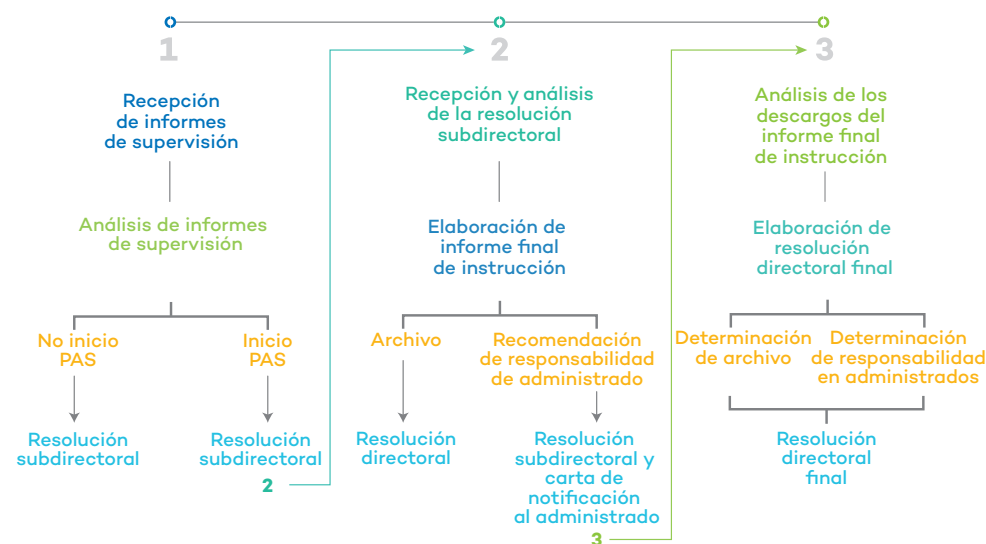 1
Recepción
de informes
de supervisión
Análisis de informes
de supervisión
No inicio
PAS
Inicio
PAS
Resolución
subdirectoral
Resolución
subdirectoral
2
2
Recepción y análisis
de la resolución
subdirectoral
Elaboración de
informe final
de instrucción
Archivo
Recomendación
de responsabilidad
de administrado
Resolución
directoral
Resolución
subdirectoral y
carta de
notificación
al administrado
3
3
Análisis de los
descargos del
informe final
de instrucción
Elaboración de
resolución
directoral final
Determinación
de archivo
Determinación
de responsabilidad
en administrados
Resolución
directoral
final